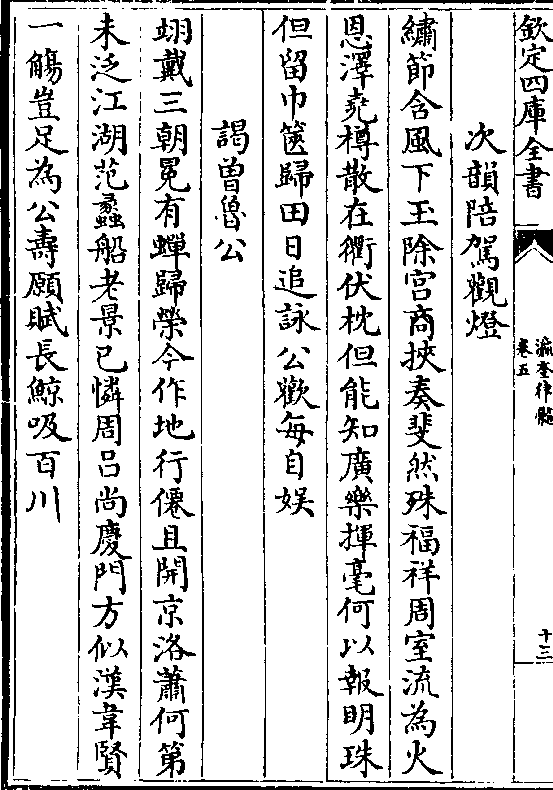 欽定四庫全書
瀛奎律髓
卷五
十三
次韻陪駕觀燈
繡節含風下玉除宫商挾奏斐然殊福祥周室流為火
恩澤堯樽散在衢伏枕但能知廣樂揮毫何以報明珠
但留巾篋歸田日追詠公歡每自娱
謁曾魯公
翊戴三朝冕有蟬歸榮今作地行僊且開京洛蕭何第
未泛江湖范蠡船老景已憐周吕尚慶門方似漢韋賢
一觴豈足為公壽願賦長鯨吸百川